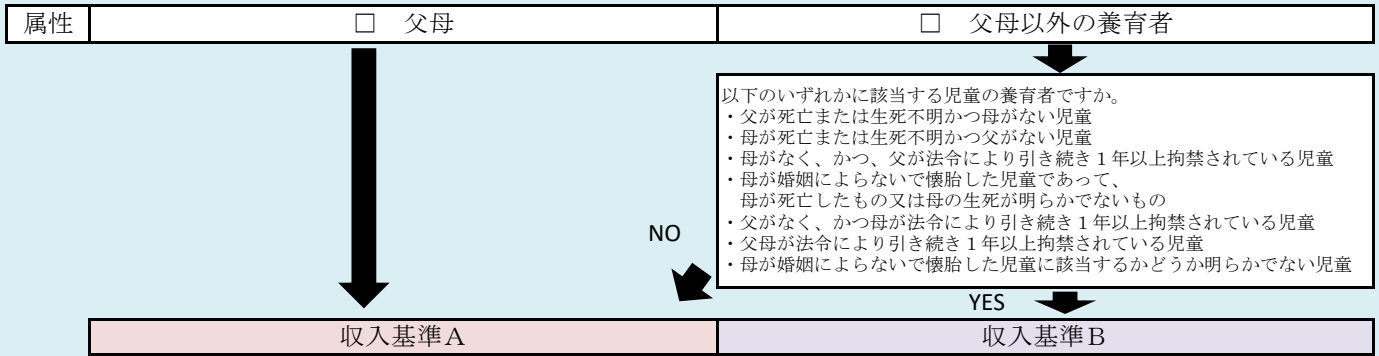 属性 □ 父母 □ 父母以外の養育者
以下のいずれかに該当する児童の養育者ですか。
・父が死亡または生死不明かつ母がない児童
・母が死亡または生死不明かつ父がない児童
・母がなく、かつ、父が法令により引き続き１年以上拘禁されている児童
・母が婚姻によらないで懐胎した児童であって、
母が死亡したもの又は母の生死が明らかでないもの
・父がなく、かつ母が法令により引き続き１年以上拘禁されている児童
・父母が法令により引き続き１年以上拘禁されている児童
・母が婚姻によらないで懐胎した児童に該当するかどうか明らかでない児童
NO
YES
収入基準Ａ 収入基準Ｂ